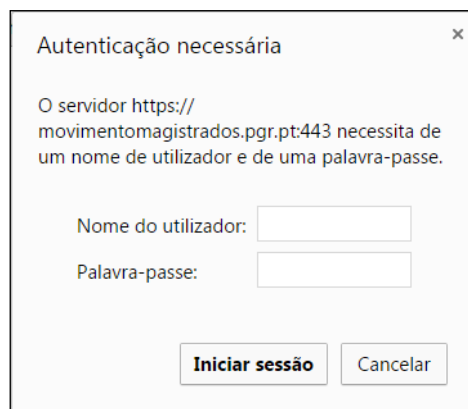 Autenticação necessária
×
O servidor https://
movimentomagistrados.pgr.pt:443 necessita de
um nome de utilizador e de uma palavra-passe.
Nome do utilizador:
Palavra-passe:
Iniciar sessão Cancelar